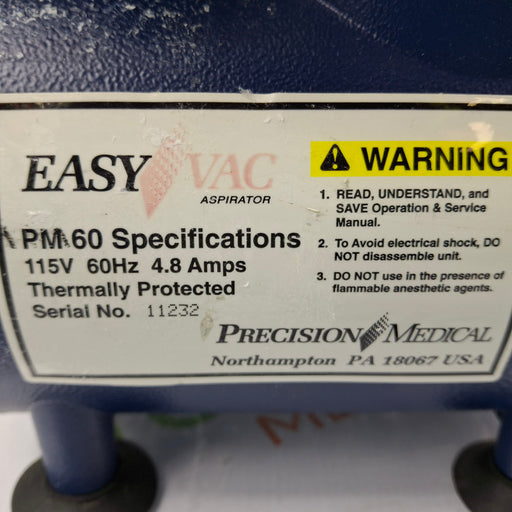 EASY VAC
ASPIRATOR
PM 60 Specifications
115V 60Hz 4.8 Amps
Thermally Protected
Serial No. 11232
WARNING
1. READ, UNDERSTAND, and
SAVE Operation & Service
Manual.
2. To Avoid electrical shock, DO
NOT disassemble unit.
3. DO NOT use in the presence of
flammable anesthetic agents.
PRECISION MEDICAL
Northampton PA 18067 USA